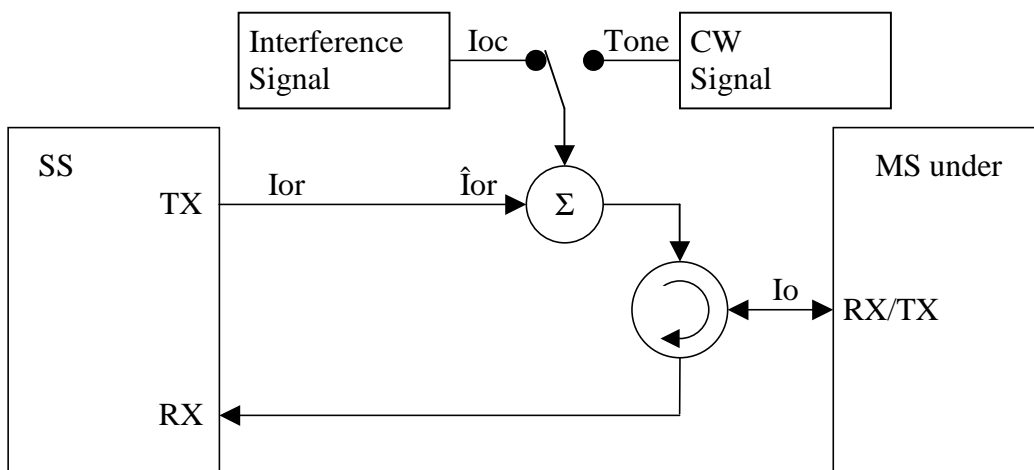 Interference
Signal
Ioc
Tone
CW
Signal
SS
MS under
TX
Ior
Îor
Σ
Io
RX/TX
RX